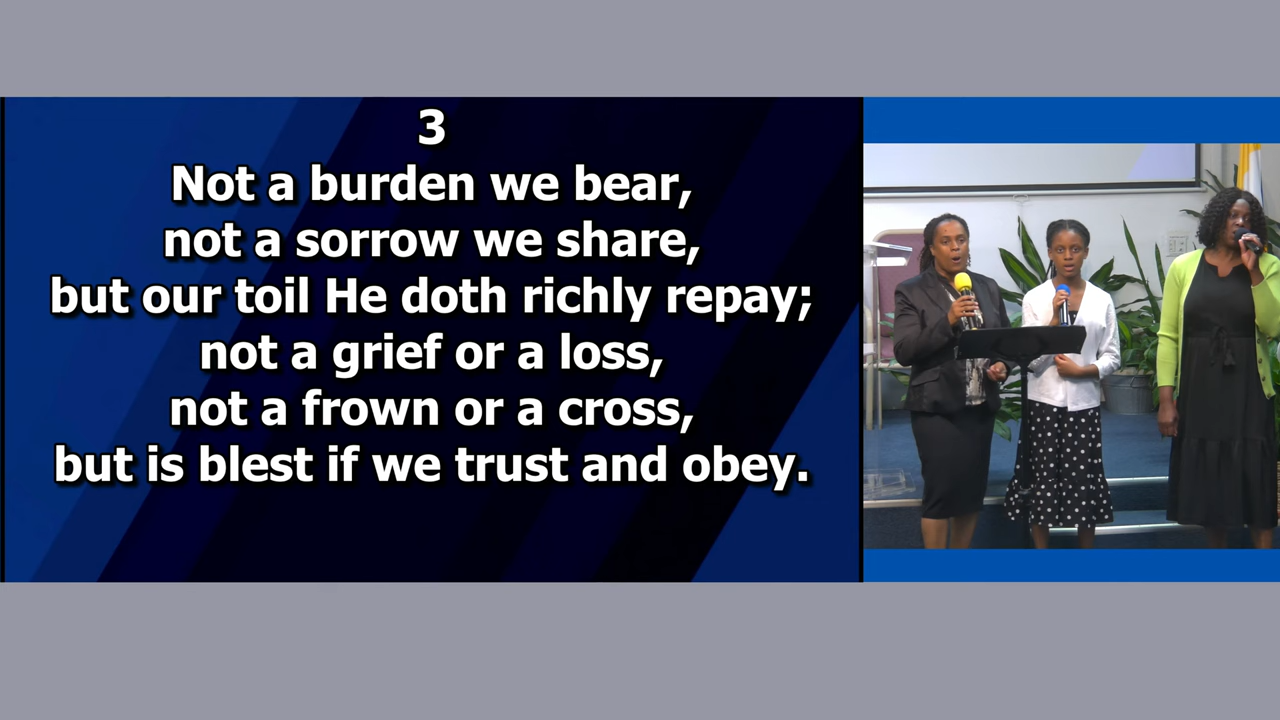 3
Not a burden we bear,
not a sorrow we share,
but our toil He doth richly repay;
not a grief or a loss,
not a frown or a cross,
but is blest if we trust and obey.